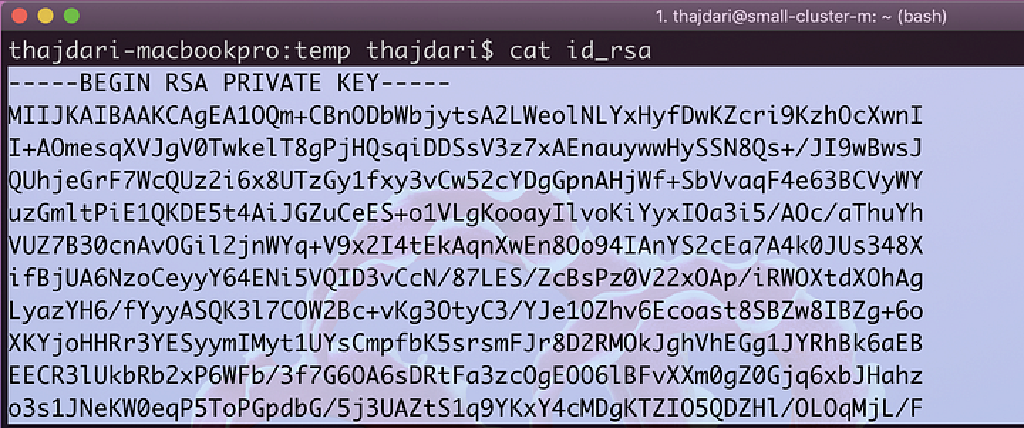 1. thajdari@small-cluster-m: ~ (bash)
thajdari-macbookpro:temp thajdari$ cat id_rsa
-----BEGIN RSA PRIVATE KEY-----
MIIJKAIBAAKCAgEA1OQm+CBnODbWbjytsA2LWeolNLYxHyfDwKZcri9KzhOcXwnI
I+AOmesqXVJgV0TwkelT8gPjHQsqiDDSsV3z7xAEnauywwHySSN8Qs+/JI9wBwsJ
QUhjeGrF7WcQUz2i6x8UTzGy1fxy3vCw52cYDgGpnAHjWf+SbVvaqF4e63BCVyWY
uzGmltPiE1QKDE5t4AiJGZuCeES+o1VLgKooayIlvoKiYyxIOa3i5/AOc/aThuYh
VUZ7B30cnAvOGil2jnWYq+V9x2I4tEkAqnXwEn8Oo94IAnYS2cEa7A4k0JUs348X
ifBjUA6NzoCeyyY64ENi5VQID3vCcN/87LES/ZcBsPz0V22xOAp/iRWOXtdXOhAg
LyazYH6/fYyyASQK3l7COW2Bc+vKg3OtyC3/YJe1OZhv6Ecoast8SBZw8IBZg+6o
XKYjoHHRr3YESyymIMyt1UYsCmpfbK5srsmFJr8D2RMOkJghVhEGg1JYRhBk6aEB
EECR3lUkbRb2xP6WFb/3f7G6OA6sDRtFa3zcOgEOO6lBFvXXm0gZ0Gjq6xbJHahz
o3s1JNeKW0eqP5ToPGpdbG/5j3UAZtS1q9YKxY4cMDgKTZIO5QDZHl/OLOqMjL/F